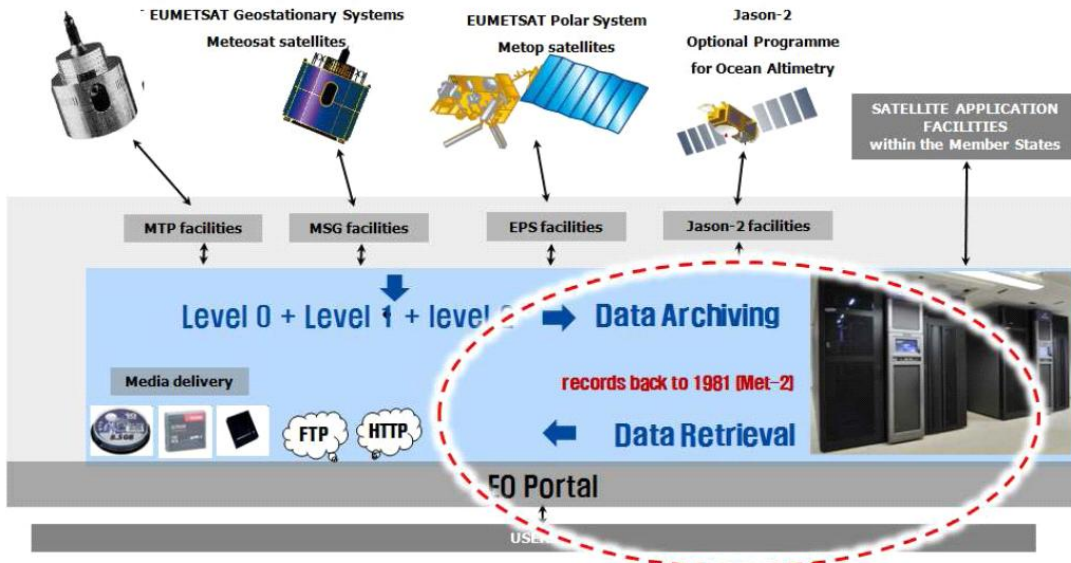 EUMETSAT Geostationary Systems
Meteosat satellites
EUMETSAT Polar System
Metop satellites
Jason-2
Optional Programme
for Ocean Altimetry
SATELLITE APPLICATION
FACILITIES
within the Member States
MTP facilities
MSG facilities
EPS facilities
Jason-2 facilities
Level 0 + Level 1 + level
Data Archiving
Media delivery
records back to 1981 (Met-2)
FTP
HTTP
Data Retrieval
EO Portal